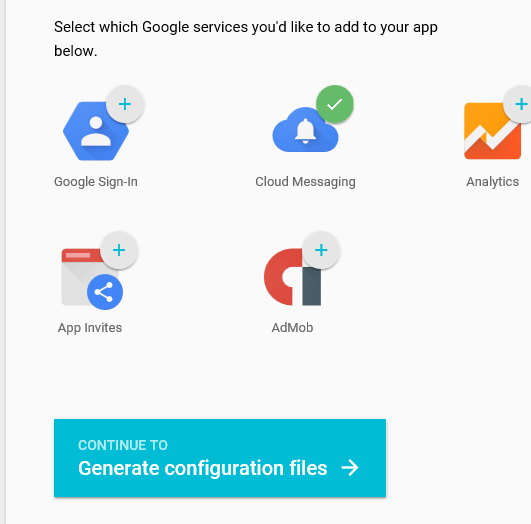 Select which Google services you'd like to add to your app
below.
Google Sign-In
Cloud Messaging
Analytics
App Invites
AdMob
CONTINUE TO
Generate configuration files